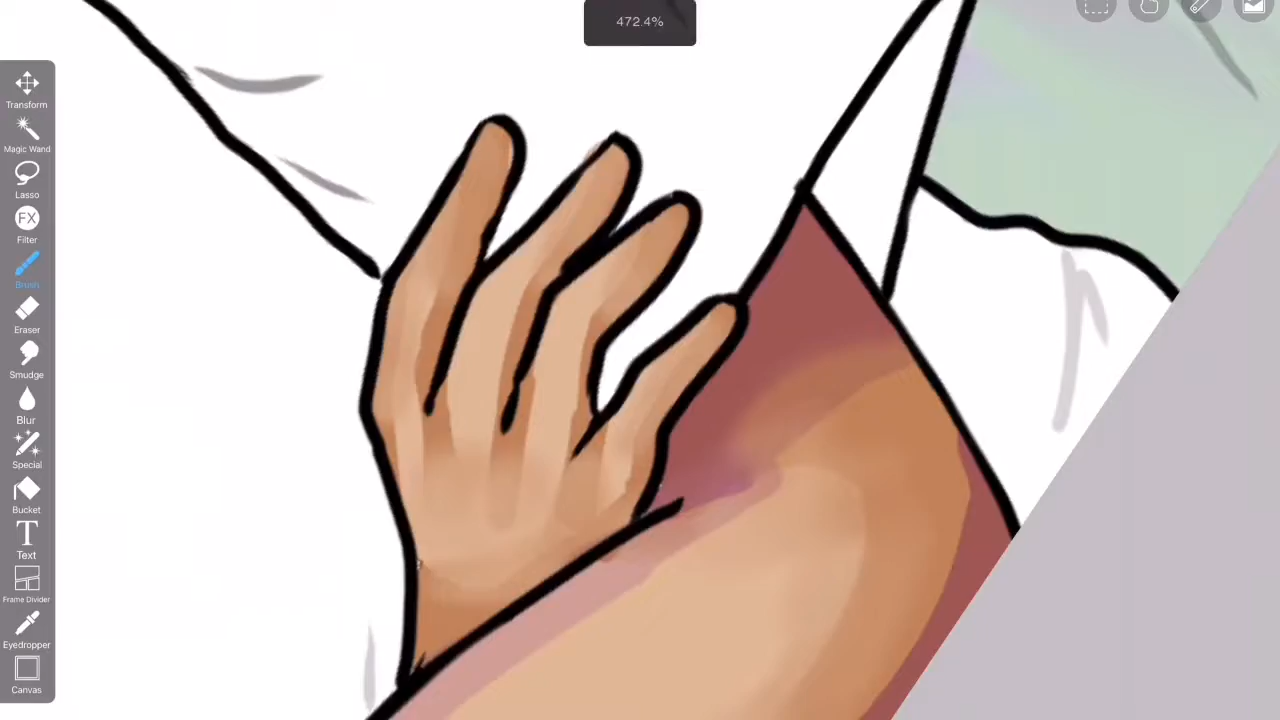 472.4%
Transform
Magic Wand
Lasso
FX
Filter
Brush
Eraser
Smudge
Blur
Special
Bucket
T
Text
Frame Divider
Eyedropper
Canvas